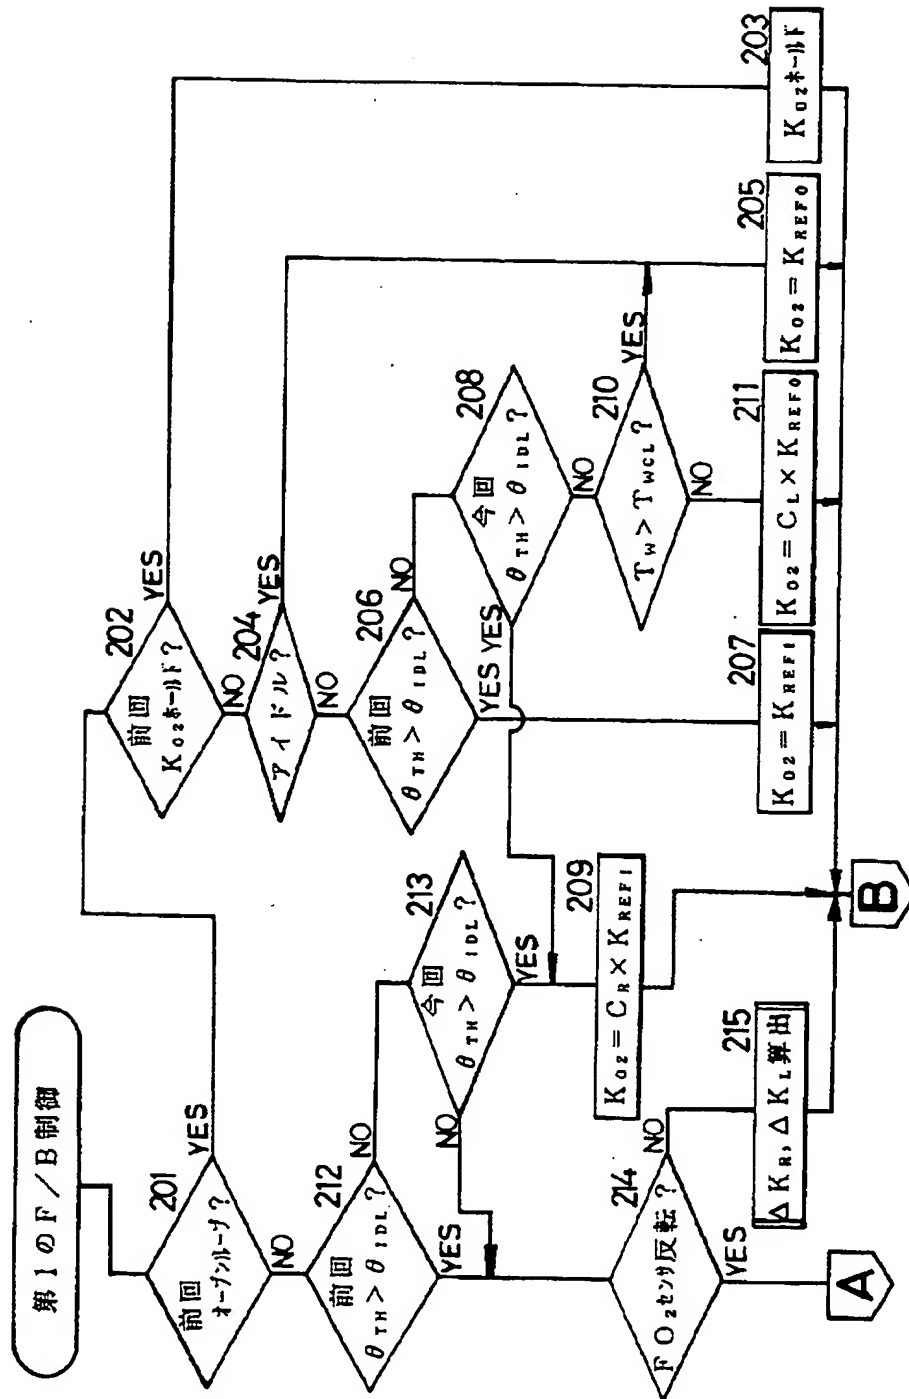 第1のF/B制御
201
前回
オープンループ?
YES
NO
202
前回
KO2ホールド?
YES
NO
203
KO2ホールド
204
アイドル?
YES
NO
205
KO2=KREF0
206
前回
θTH>θIDL?
NO
YES
207
KO2=KREF1
208
今回
θTH>θIDL?
YES
NO
209
KO2=CR×KREF1
210
TW>TWCL?
YES
NO
211
KO2=CL×KREF0
212
前回
θTH>θIDL?
NO
YES
213
今回
θTH>θIDL?
NO
YES
214
FO2センサ反転?
NO
YES
215
ΔKR,ΔKL算出
A
B